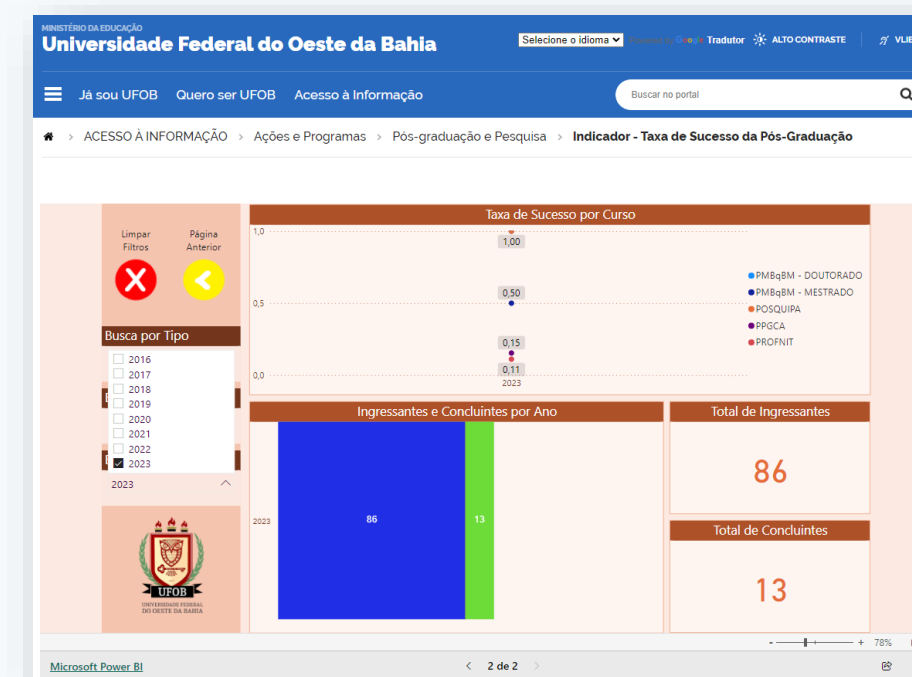 MINISTÉRIO DA EDUCAÇÃO
Universidade Federal do Oeste da Bahia
Selecione o idioma
Google Tradutor
ALTO CONTRASTE
Já sou UFOB
Quero ser UFOB
Acesso à Informação
Buscar no portal
ACESSO À INFORMAÇÃO > Ações e Programas > Pós-graduação e Pesquisa > Indicador - Taxa de Sucesso da Pós-Graduação
Limpar Filtros
Página Anterior
Busca por Tipo
2016
2017
2018
2019
2020
2021
2022
2023
2023
UFOB
UNIVERSIDADE FEDERAL
DO OESTE DA BAHIA
Taxa de Sucesso por Curso
1,0
0,5
0,0
1,00
0,50
0,15
0,11
2023
PMBqBM - DOUTORADO
PMBqBM - MESTRADO
POSQUIPA
PPGCA
PROFNIT
Ingressantes e Concluintes por Ano
2023
86
13
Total de Ingressantes
86
Total de Concluintes
13
- + 78%
Microsoft Power BI
< 2 de 2 >